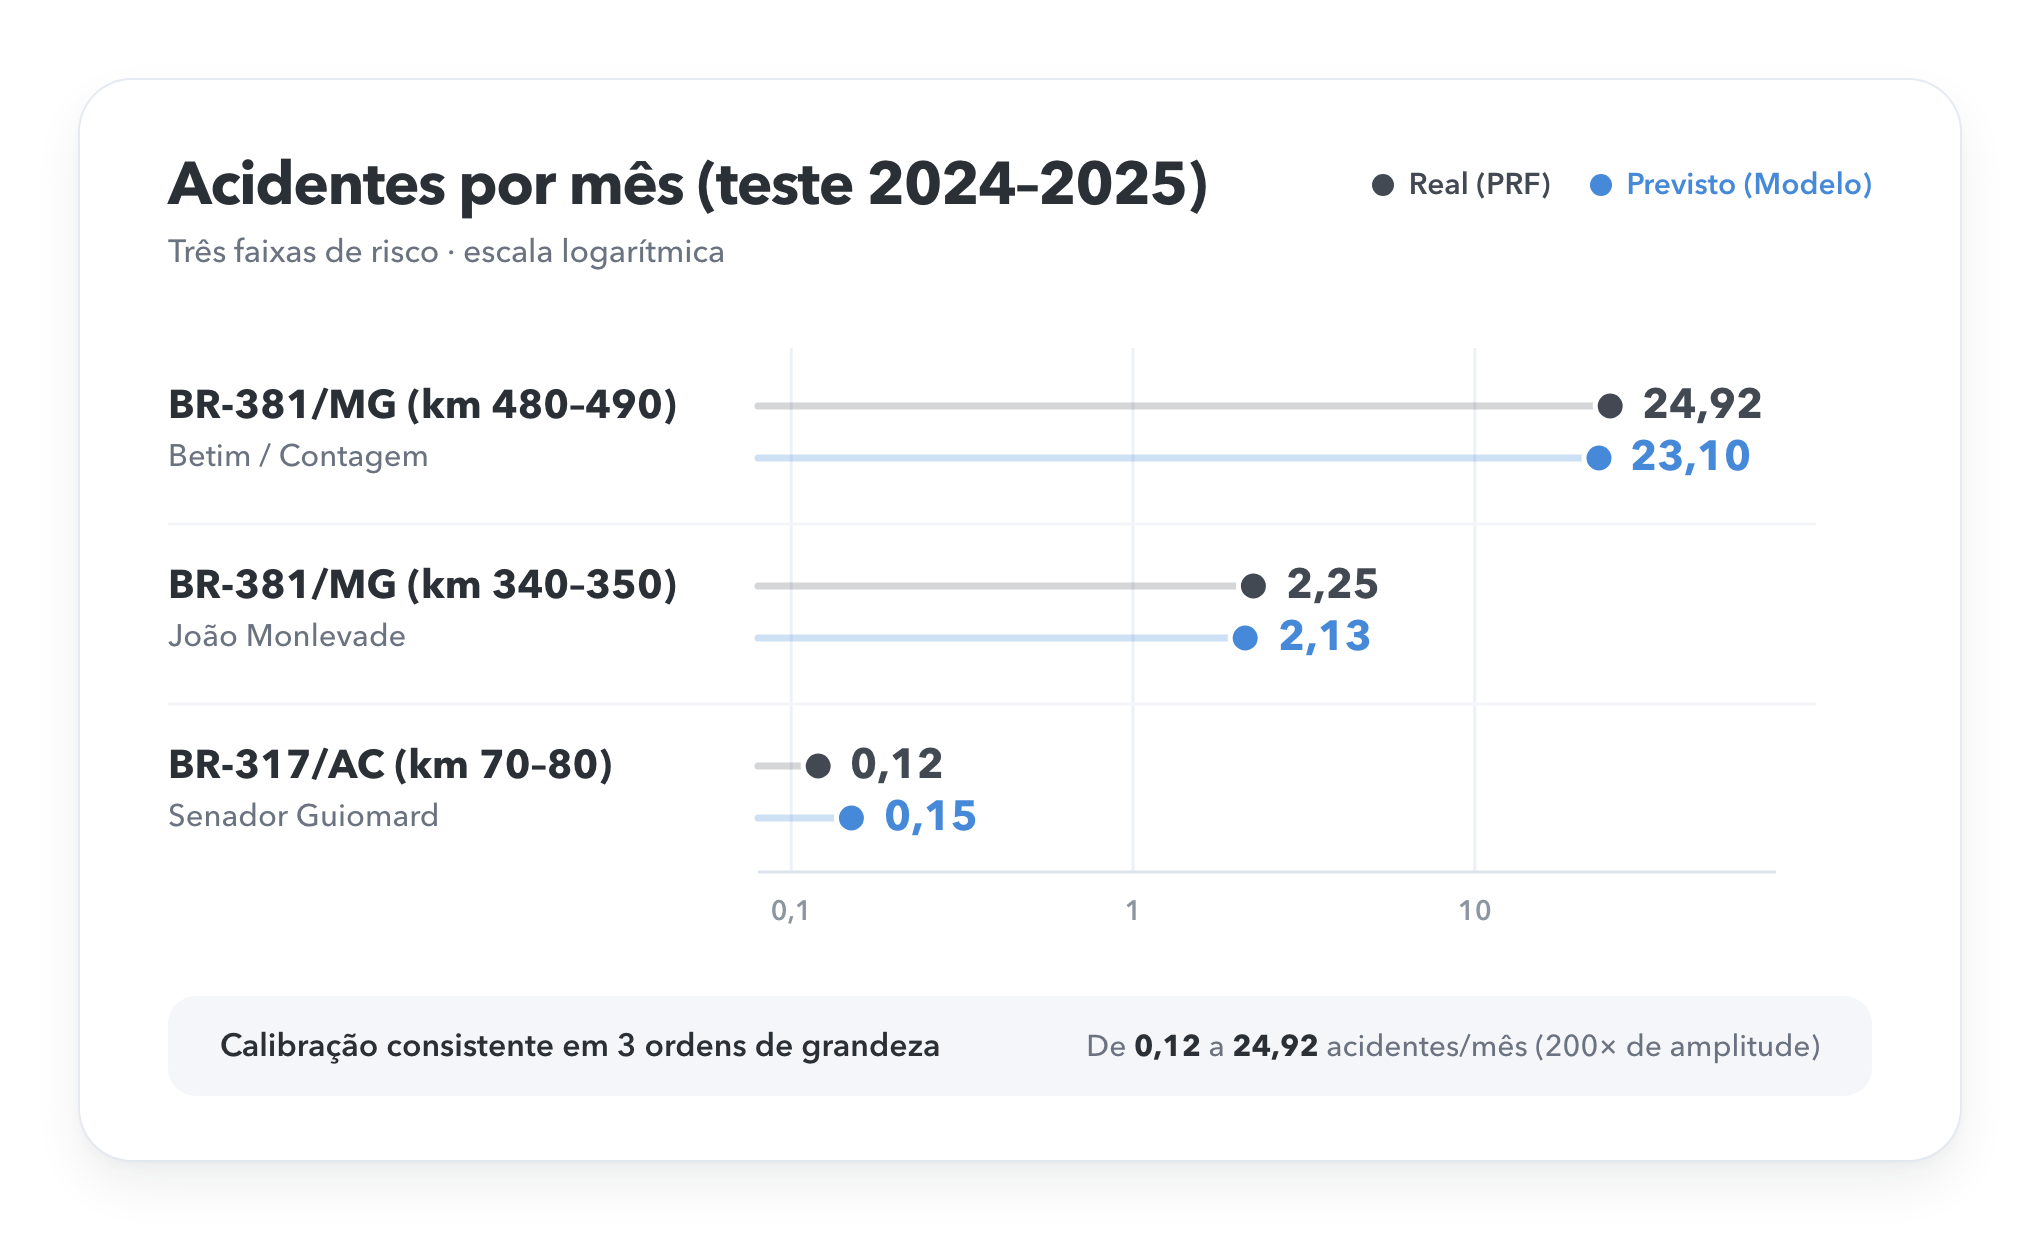 Acidentes por mês (teste 2024–2025)
Real (PRF)
Previsto (Modelo)
Três faixas de risco · escala logarítmica
BR-381/MG (km 480–490)
24,92
Betim / Contagem
23,10
BR-381/MG (km 340–350)
2,25
João Monlevade
2,13
BR-317/AC (km 70–80)
0,12
Senador Guiomard
0,15
0,1
1
10
Calibração consistente em 3 ordens de grandeza
De 0,12 a 24,92 acidentes/mês (200× de amplitude)